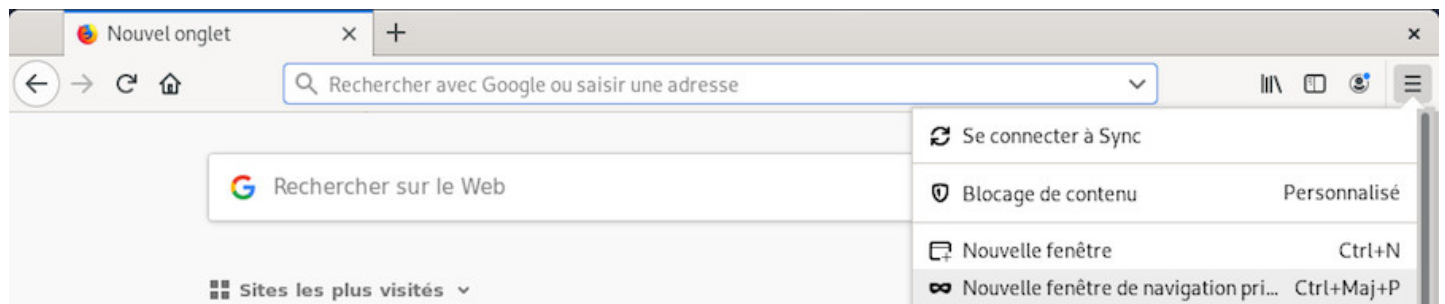 Nouvel onglet
Rechercher avec Google ou saisir une adresse
Se connecter à Sync
Rechercher sur le Web
Blocage de contenu Personnalisé
Nouvelle fenêtre Ctrl+N
Sites les plus visités
Nouvelle fenêtre de navigation pri... Ctrl+Maj+P